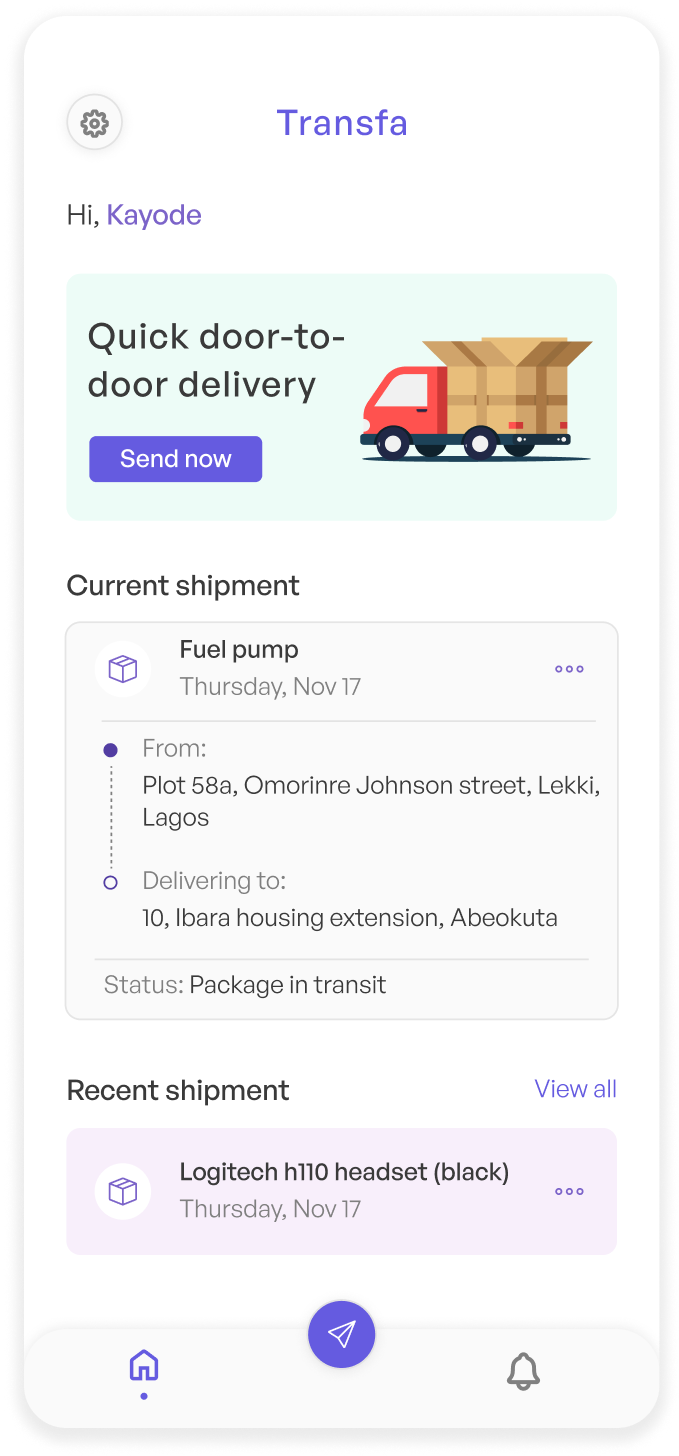 Transfa
Hi, Kayode
Quick door-to-
door delivery
Send now
Current shipment
Fuel pump
Thursday, Nov 17
From:
Plot 58a, Omorinre Johnson street, Lekki,
Lagos
Delivering to:
10, Ibara housing extension, Abeokuta
Status: Package in transit
Recent shipment
View all
Logitech h110 headset (black)
Thursday, Nov 17